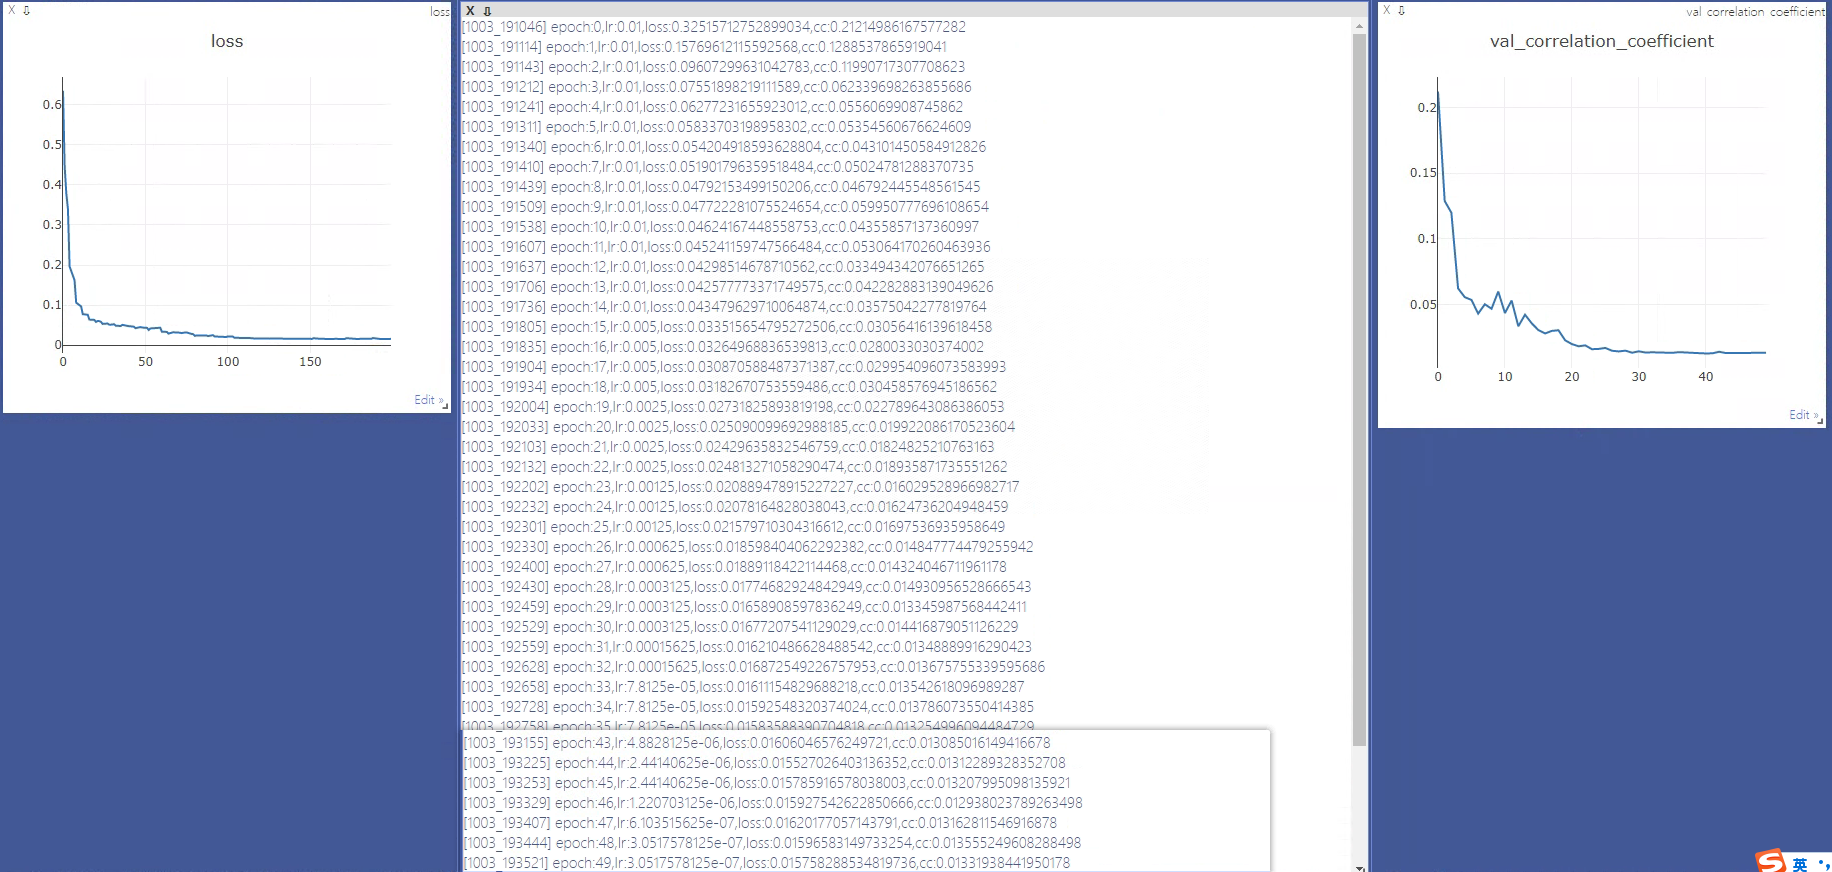 X ⇩ loss
loss
0.6
0.5
0.4
0.3
0.2
0.1
0
0 50 100 150
Edit »
X ⇩
[1003_191046] epoch:0,lr:0.01,loss:0.32515712752899034,cc:0.21214986167577282
[1003_191114] epoch:1,lr:0.01,loss:0.15769612115592568,cc:0.1288537865919041
[1003_191143] epoch:2,lr:0.01,loss:0.09607299631042783,cc:0.11990717307708623
[1003_191212] epoch:3,lr:0.01,loss:0.07551898219111589,cc:0.062339698263855686
[1003_191241] epoch:4,lr:0.01,loss:0.06277231655923012,cc:0.0556069908745862
[1003_191311] epoch:5,lr:0.01,loss:0.05833703198958302,cc:0.05354560676624609
[1003_191340] epoch:6,lr:0.01,loss:0.054204918593628804,cc:0.043101450584912826
[1003_191410] epoch:7,lr:0.01,loss:0.051901796359518484,cc:0.05024781288370735
[1003_191439] epoch:8,lr:0.01,loss:0.04792153499150206,cc:0.046792445548561545
[1003_191509] epoch:9,lr:0.01,loss:0.047722281075524654,cc:0.059950777696108654
[1003_191538] epoch:10,lr:0.01,loss:0.04624167448558753,cc:0.04355857137360997
[1003_191607] epoch:11,lr:0.01,loss:0.045241159747566484,cc:0.053064170260463936
[1003_191637] epoch:12,lr:0.01,loss:0.04298514678710562,cc:0.033494342076651265
[1003_191706] epoch:13,lr:0.01,loss:0.042577773371749575,cc:0.042282883139049626
[1003_191736] epoch:14,lr:0.01,loss:0.043479629710064874,cc:0.03575042277819764
[1003_191805] epoch:15,lr:0.005,loss:0.033515654795272506,cc:0.03056416139618458
[1003_191835] epoch:16,lr:0.005,loss:0.03264968836539813,cc:0.0280033030374002
[1003_191904] epoch:17,lr:0.005,loss:0.030870588487371387,cc:0.029954096073583993
[1003_191934] epoch:18,lr:0.005,loss:0.03182670753559486,cc:0.030458576945186562
[1003_192004] epoch:19,lr:0.0025,loss:0.02731825893819198,cc:0.022789643086386053
[1003_192033] epoch:20,lr:0.0025,loss:0.025090099692988185,cc:0.019922086170523604
[1003_192103] epoch:21,lr:0.0025,loss:0.02429635832546759,cc:0.01824825210763163
[1003_192132] epoch:22,lr:0.0025,loss:0.024813271058290474,cc:0.018935871735551262
[1003_192202] epoch:23,lr:0.00125,loss:0.020889478915227227,cc:0.016029528966982717
[1003_192232] epoch:24,lr:0.00125,loss:0.02078164828038043,cc:0.01624736204948459
[1003_192301] epoch:25,lr:0.00125,loss:0.021579710304316612,cc:0.01697536935958649
[1003_192330] epoch:26,lr:0.000625,loss:0.018598404062292382,cc:0.014847774479255942
[1003_192400] epoch:27,lr:0.000625,loss:0.01889118422114468,cc:0.014324046711961178
[1003_192430] epoch:28,lr:0.0003125,loss:0.01774682924842949,cc:0.014930956528666543
[1003_192459] epoch:29,lr:0.0003125,loss:0.01658908597836249,cc:0.013345987568442411
[1003_192529] epoch:30,lr:0.0003125,loss:0.01677207541129029,cc:0.014416879051126229
[1003_192559] epoch:31,lr:0.00015625,loss:0.016210486628488542,cc:0.01348889916290423
[1003_192628] epoch:32,lr:0.00015625,loss:0.016872549226757953,cc:0.013675755339595686
[1003_192658] epoch:33,lr:7.8125e-05,loss:0.01611154829688218,cc:0.013542618096989287
[1003_192728] epoch:34,lr:7.8125e-05,loss:0.01592548320374024,cc:0.013786073550414385
[1003_192758] epoch:35,lr:7.8125e-05,loss:0.01583588390704818,cc:0.013254996094484729
[1003_193155] epoch:43,lr:4.8828125e-06,loss:0.01606046576249721,cc:0.013085016149416678
[1003_193225] epoch:44,lr:2.44140625e-06,loss:0.015527026403136352,cc:0.01312289328352708
[1003_193253] epoch:45,lr:2.44140625e-06,loss:0.015785916578038003,cc:0.013207995098135921
[1003_193329] epoch:46,lr:1.220703125e-06,loss:0.015927542622850666,cc:0.012938023789263498
[1003_193407] epoch:47,lr:6.103515625e-07,loss:0.01620177057143791,cc:0.013162811546916878
[1003_193444] epoch:48,lr:3.0517578125e-07,loss:0.01596583149733254,cc:0.013555249608288498
[1003_193521] epoch:49,lr:3.0517578125e-07,loss:0.015758288534819736,cc:0.01331938441950178
X ⇩ val_correlation_coefficient
val_correlation_coefficient
0.2
0.15
0.1
0.05
0 10 20 30 40
Edit »
S 英